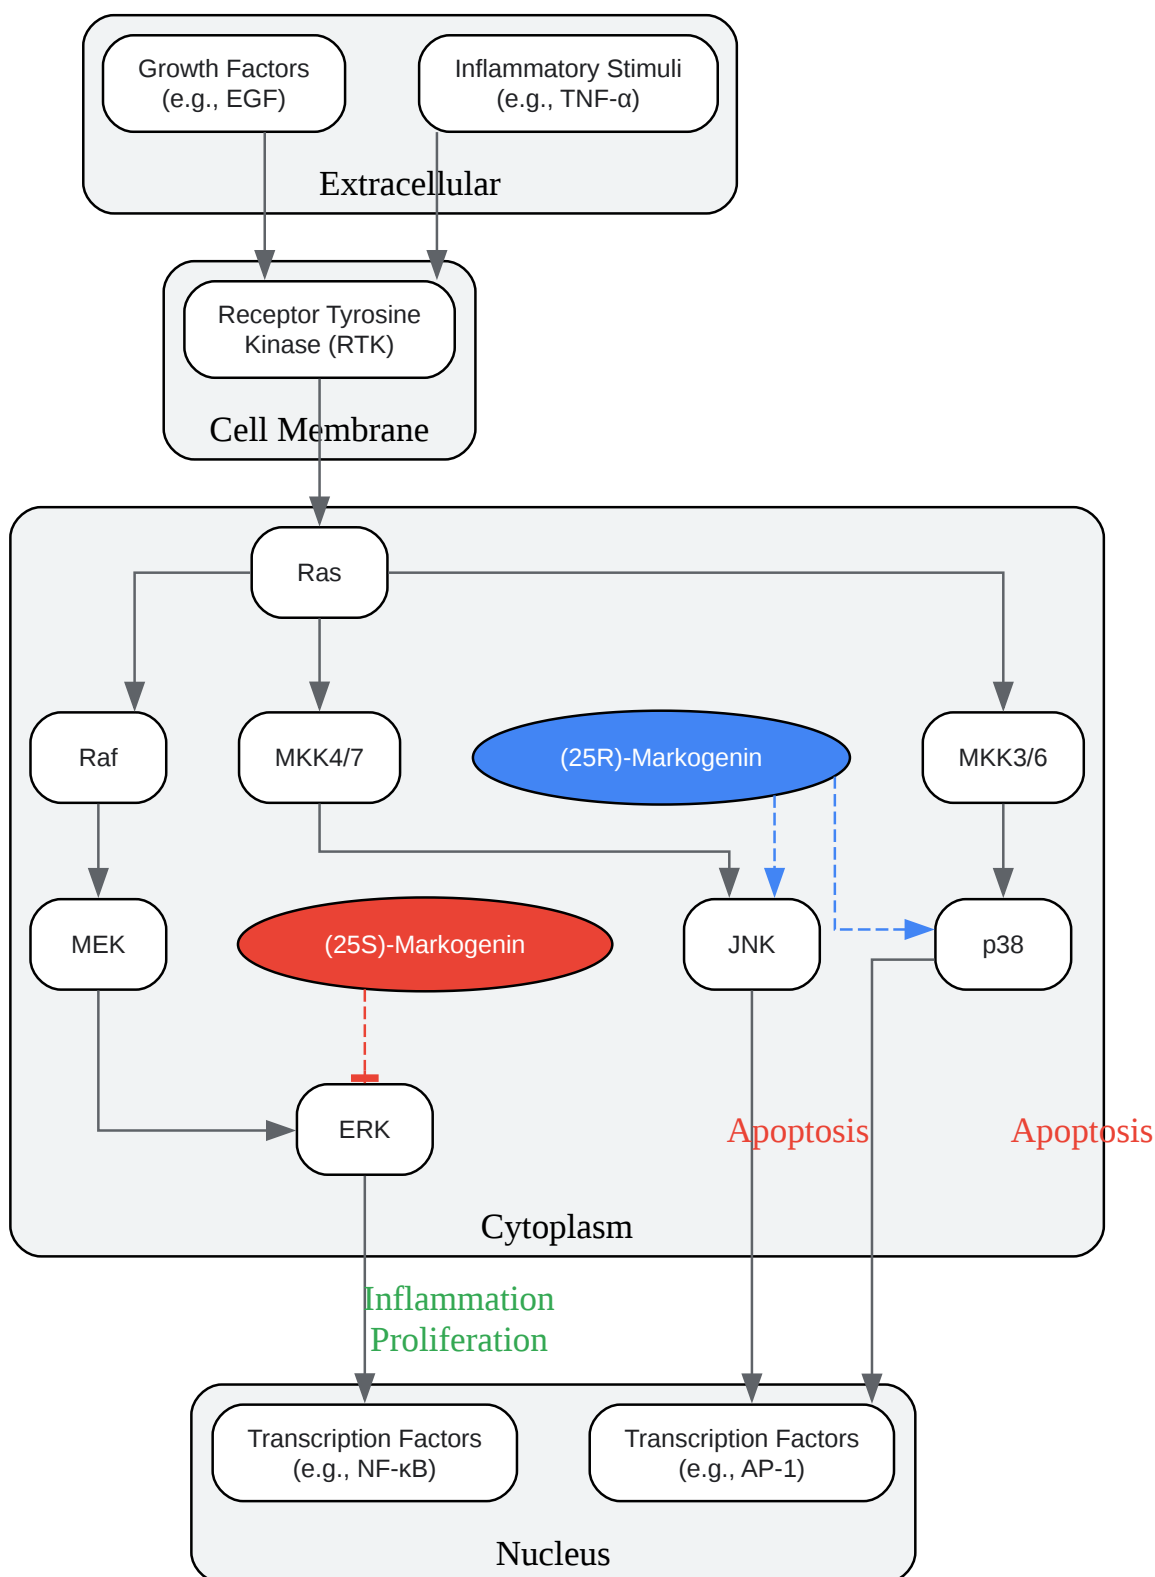 Growth Factors
(e.g., EGF)
Inflammatory Stimuli
(e.g., TNF-α)
Extracellular
Receptor Tyrosine
Kinase (RTK)
Cell Membrane
Ras
Raf
MKK4/7
(25R)-Markogenin
MKK3/6
MEK
(25S)-Markogenin
JNK
p38
ERK
Apoptosis
Apoptosis
Cytoplasm
Inflammation
Proliferation
Transcription Factors
(e.g., NF-κB)
Transcription Factors
(e.g., AP-1)
Nucleus